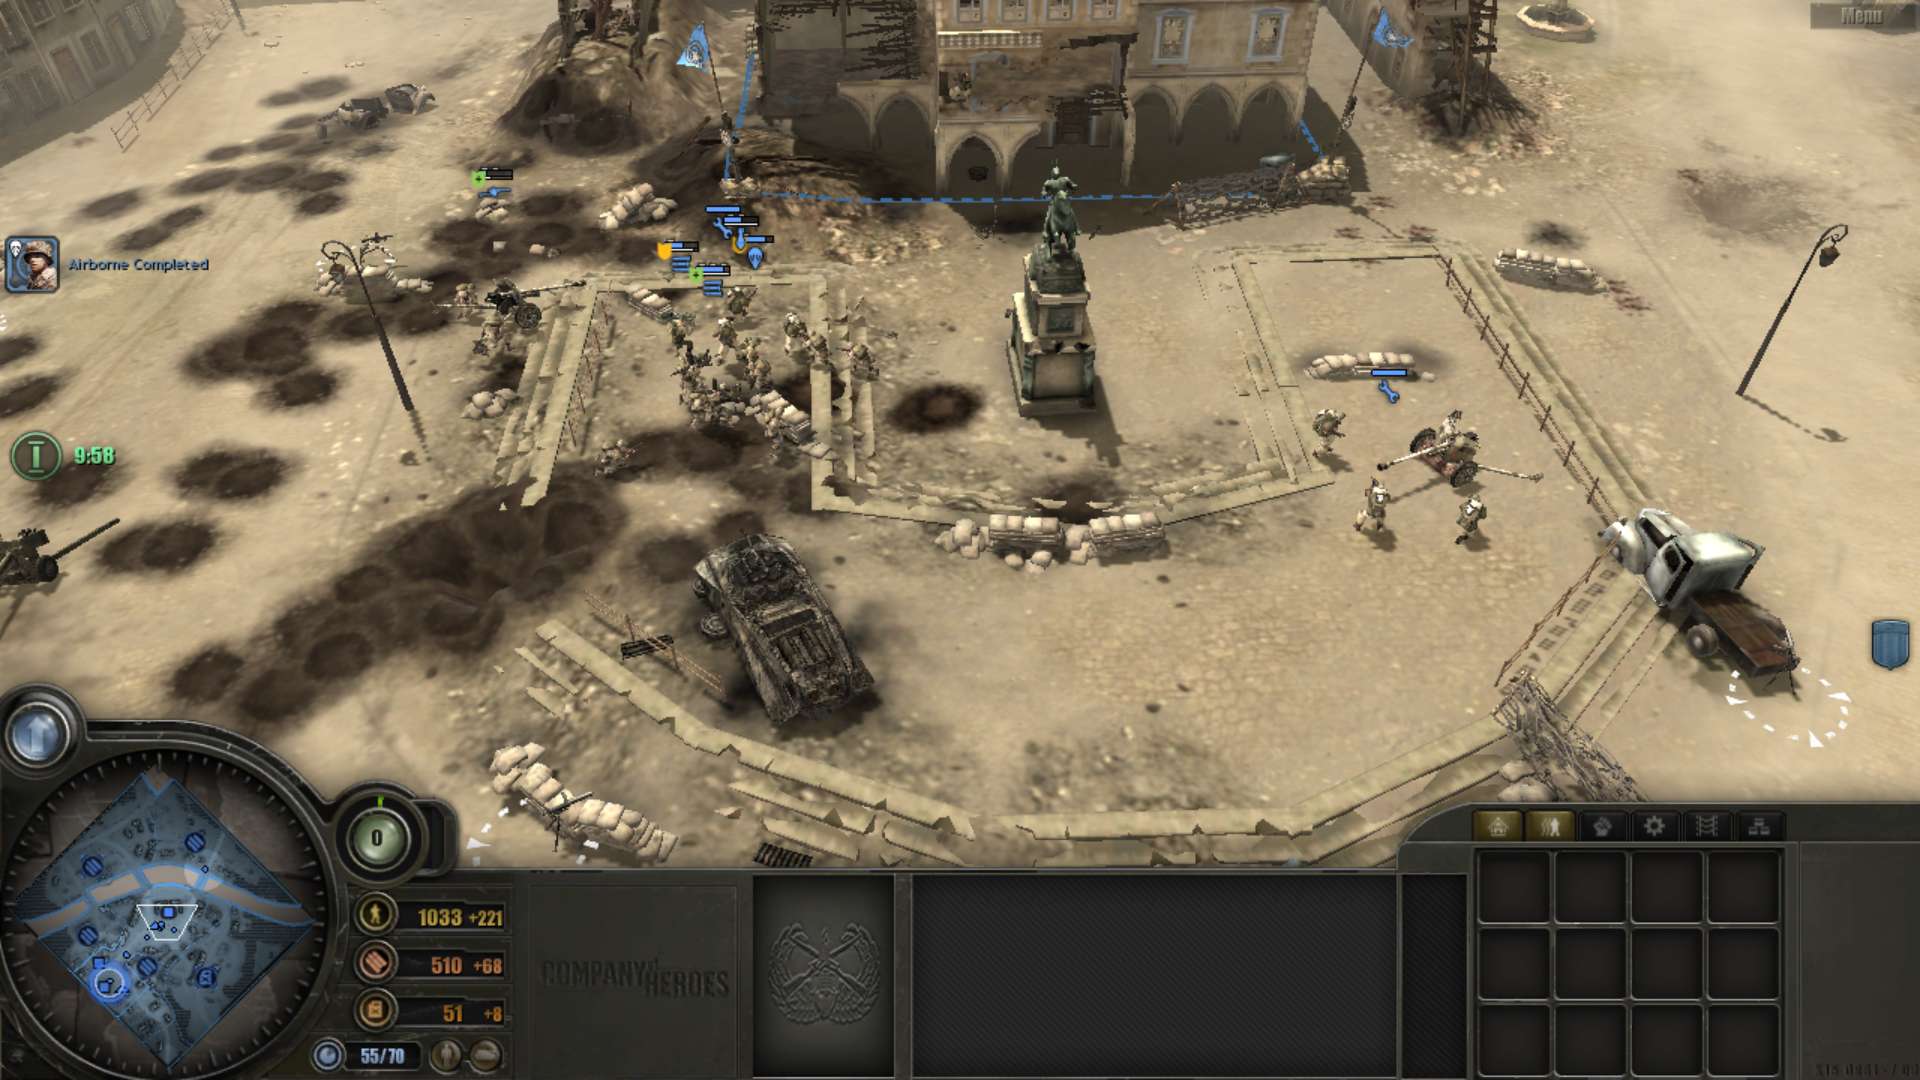 Menu
Airborne Completed
9:58
0
1033 +221
510 +68
51 +8
55/70
COMPANY of HEROES